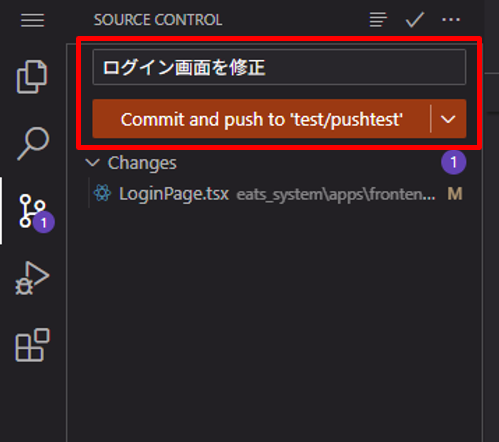 SOURCE CONTROL
ログイン画面を修正
Commit and push to 'test/pushtest'
Changes 1
LoginPage.tsx eats_system\apps\fronten... M
1